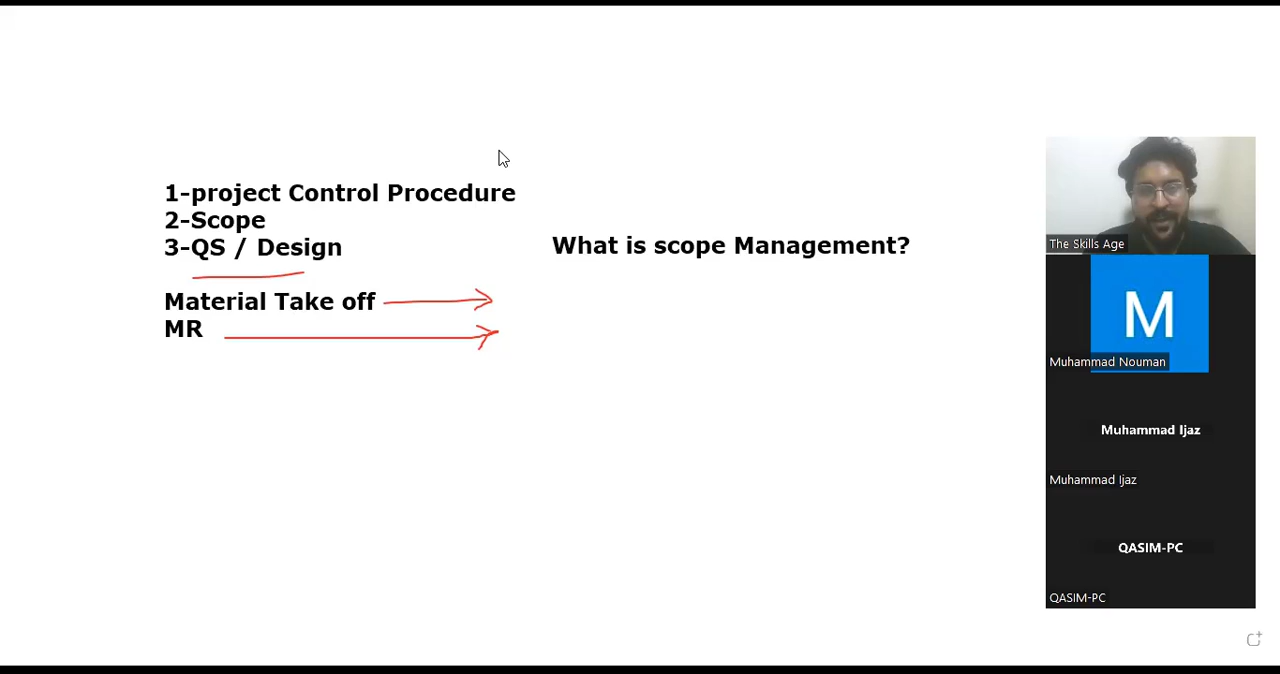 1-project Control Procedure
2-Scope
3-QS / Design
What is scope Management?
Material Take off
MR
The Skills Age
M
Muhammad Nouman
Muhammad Ijaz
Muhammad Ijaz
QASIM-PC
QASIM-PC